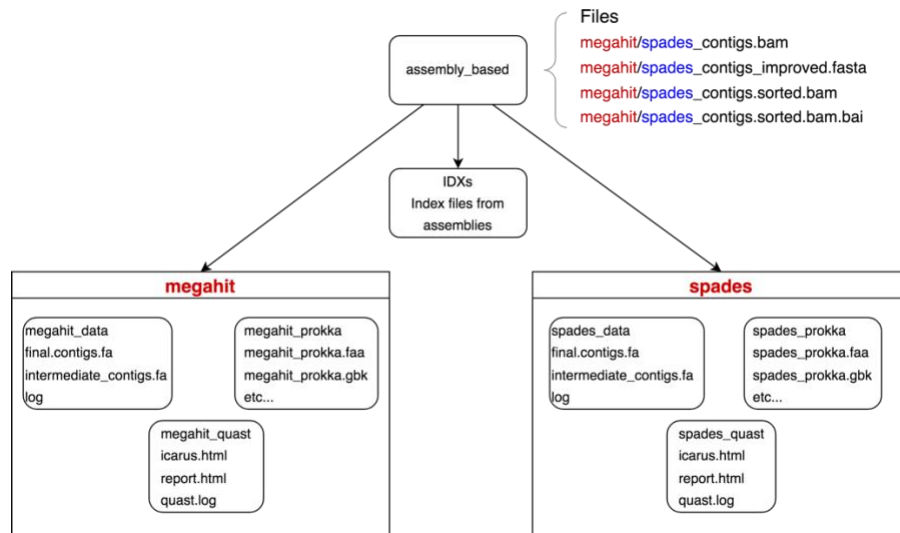 Files
megahit/spades_contigs.bam
megahit/spades_contigs_improved.fasta
megahit/spades_contigs.sorted.bam
megahit/spades_contigs.sorted.bam.bai
assembly_based
IDXs
Index files from
assemblies
megahit
megahit_data
final.contigs.fa
intermediate_contigs.fa
log
megahit_prokka
megahit_prokka.faa
megahit_prokka.gbk
etc...
megahit_quast
icarus.html
report.html
quast.log
spades
spades_data
final.contigs.fa
intermediate_contigs.fa
log
spades_prokka
spades_prokka.faa
spades_prokka.gbk
etc...
spades_quast
icarus.html
report.html
quast.log